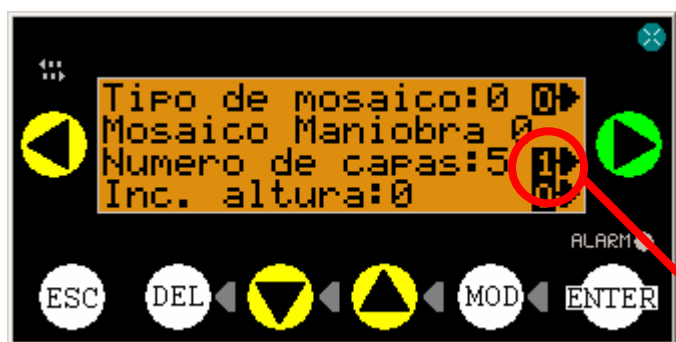 Tipo de mosaico:0 0
Mosaico Maniobra 0
Numero de capas:5 1
Inc. altura:0 0
ALARM
ESC DEL MOD ENTER